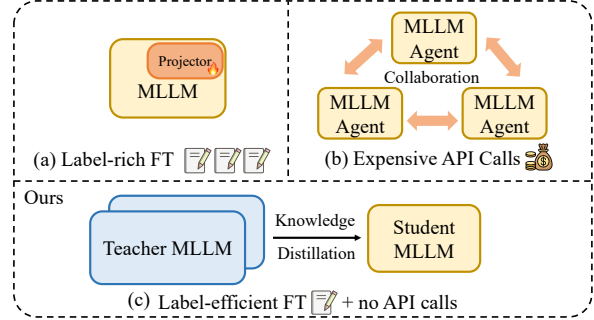 Projector
MLLM
(a) Label-rich FT
MLLM
Agent
Collaboration
MLLM
Agent
MLLM
Agent
(b) Expensive API Calls
Ours
Teacher MLLM
Knowledge
Distillation
Student
MLLM
(c) Label-efficient FT + no API calls